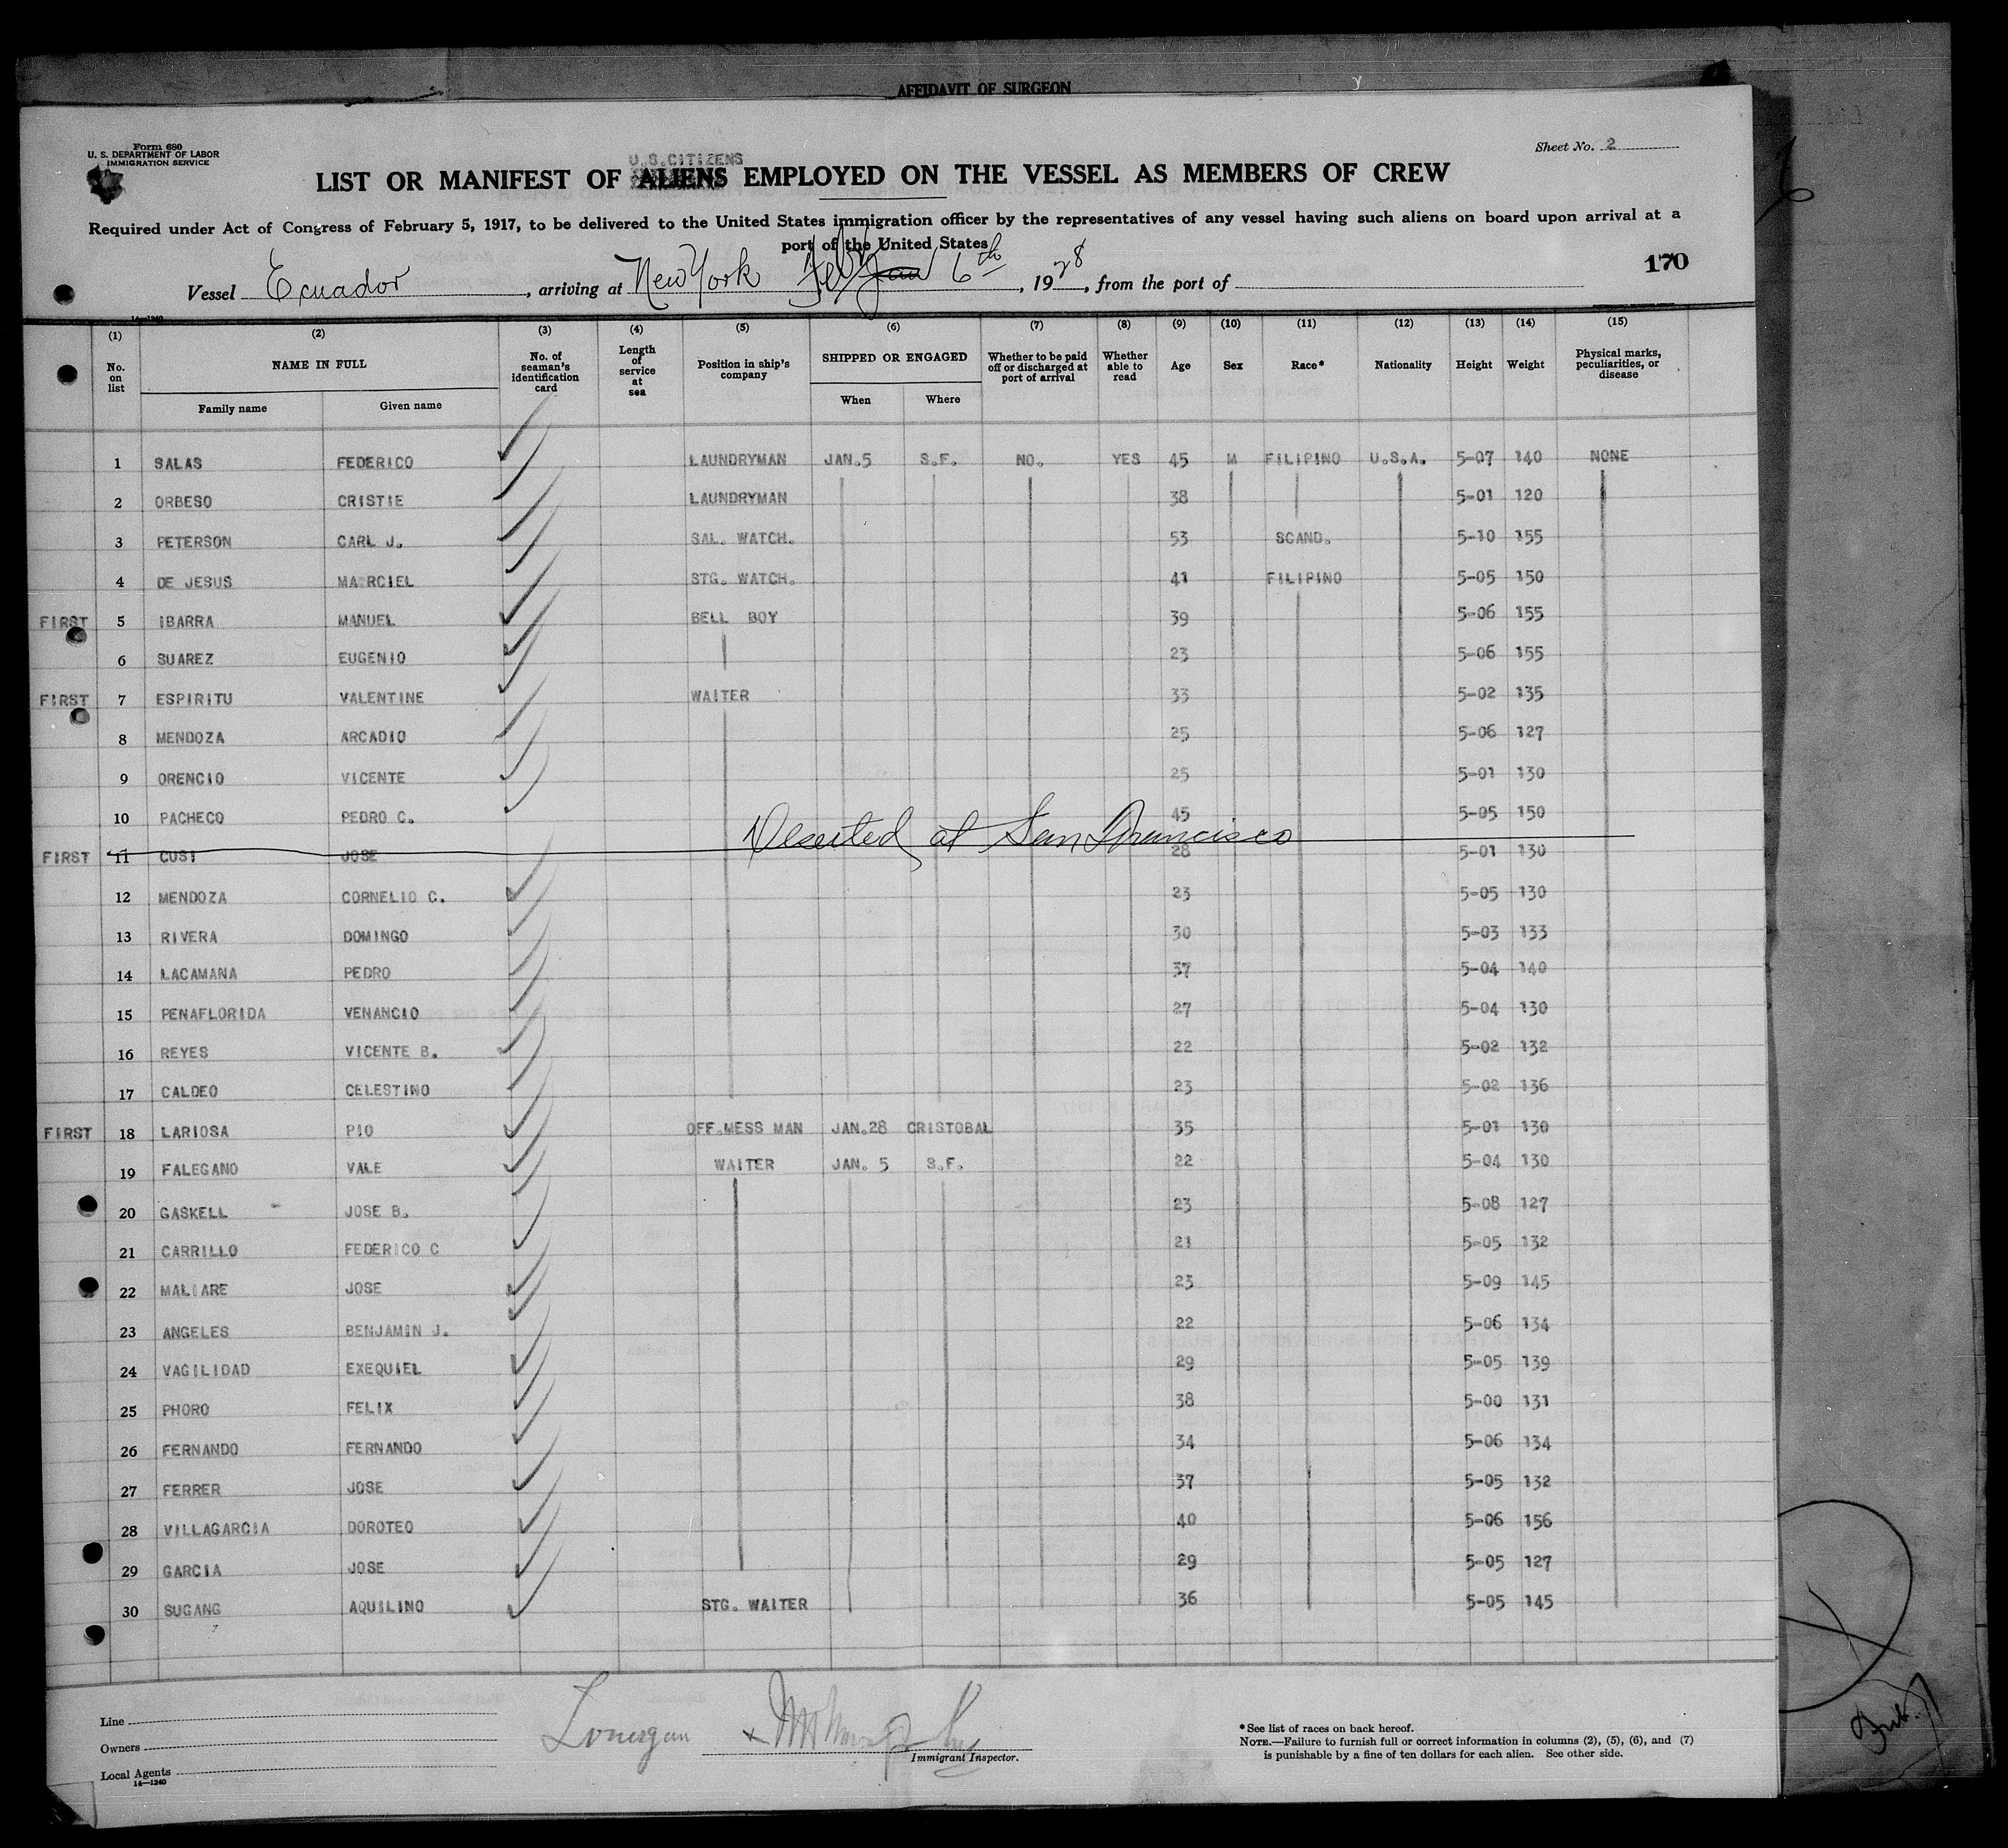 AFFIDAVIT OF SURGEON
Form 680
U. S. DEPARTMENT OF LABOR
IMMIGRATION SERVICE
Sheet No. 2
U.S.CITIZENS
LIST OR MANIFEST OF ALIENS EMPLOYED ON THE VESSEL AS MEMBERS OF CREW
Required under Act of Congress of February 5, 1917, to be delivered to the United States immigration officer by the representatives of any vessel having such aliens on board upon arrival at a
port of the United States
Vessel Ecuador, arriving at New York Feby Jan 6th, 1928, from the port of
170
14—1240
(1) (2) (3) (4) (5) (6) (7) (8) (9) (10) (11) (12) (13) (14) (15)
No. on list NAME IN FULL No. of seaman's identification card Length of service at sea Position in ship's company SHIPPED OR ENGAGED Whether to be paid off or discharged at port of arrival Whether able to read Age Sex Race* Nationality Height Weight Physical marks, peculiarities, or disease
Family name Given name When Where
1 SALAS FEDERICO LAUNDRYMAN JAN.5 S.F. NO. YES 45 M FILIPINO U.S.A. 5-07 140 NONE
2 ORBESO CRISTIE LAUNDRYMAN 38 5-01 120
3 PETERSON CARL J. SAL. WATCH. 53 SCAND. 5-10 155
4 DE JESUS MARCIEL STG. WATCH. 41 FILIPINO 5-05 150
FIRST 5 IBARRA MANUEL BELL BOY 39 5-06 155
6 SUAREZ EUGENIO 23 5-06 155
FIRST 7 ESPIRITU VALENTINE WAITER 33 5-02 135
8 MENDOZA ARCADIO 25 5-06 127
9 ORENCIO VICENTE 25 5-01 130
10 PACHECO PEDRO C. 45 5-05 150
Deserted at San Francisco
FIRST 11 CUSI JOSE 28 5-01 130
12 MENDOZA CORNELIO C. 23 5-05 130
13 RIVERA DOMINGO 30 5-03 133
14 LACAMANA PEDRO 37 5-04 140
15 PENAFLORIDA VENANCIO 27 5-04 130
16 REYES VICENTE B. 22 5-02 132
17 CALDEO CELESTINO 23 5-02 136
FIRST 18 LARIOSA PIO OFF.MESS MAN JAN.28 CRISTOBAL 35 5-01 130
19 FALEGANO VALE WAITER JAN. 5 S.F. 22 5-04 130
20 GASKELL JOSE B. 23 5-08 127
21 CARRILLO FEDERICO C 21 5-05 132
22 MALIARE JOSE 23 5-09 145
23 ANGELES BENJAMIN J. 22 5-06 134
24 VAGILIDAD EXEQUIEL 29 5-05 139
25 PHORO FELIX 38 5-00 131
26 FERNANDO FERNANDO 34 5-06 134
27 FERRER JOSE 37 5-05 132
28 VILLAGARCIA DOROTEO 40 5-06 156
29 GARCIA JOSE 29 5-05 127
30 SUGANG AQUILINO STG. WAITER 36 5-05 145
Line
Owners
Local Agents
14—1240
Lonergan
Immigrant Inspector.
*See list of races on back hereof.
NOTE.—Failure to furnish full or correct information in columns (2), (5), (6), and (7)
is punishable by a fine of ten dollars for each alien. See other side.